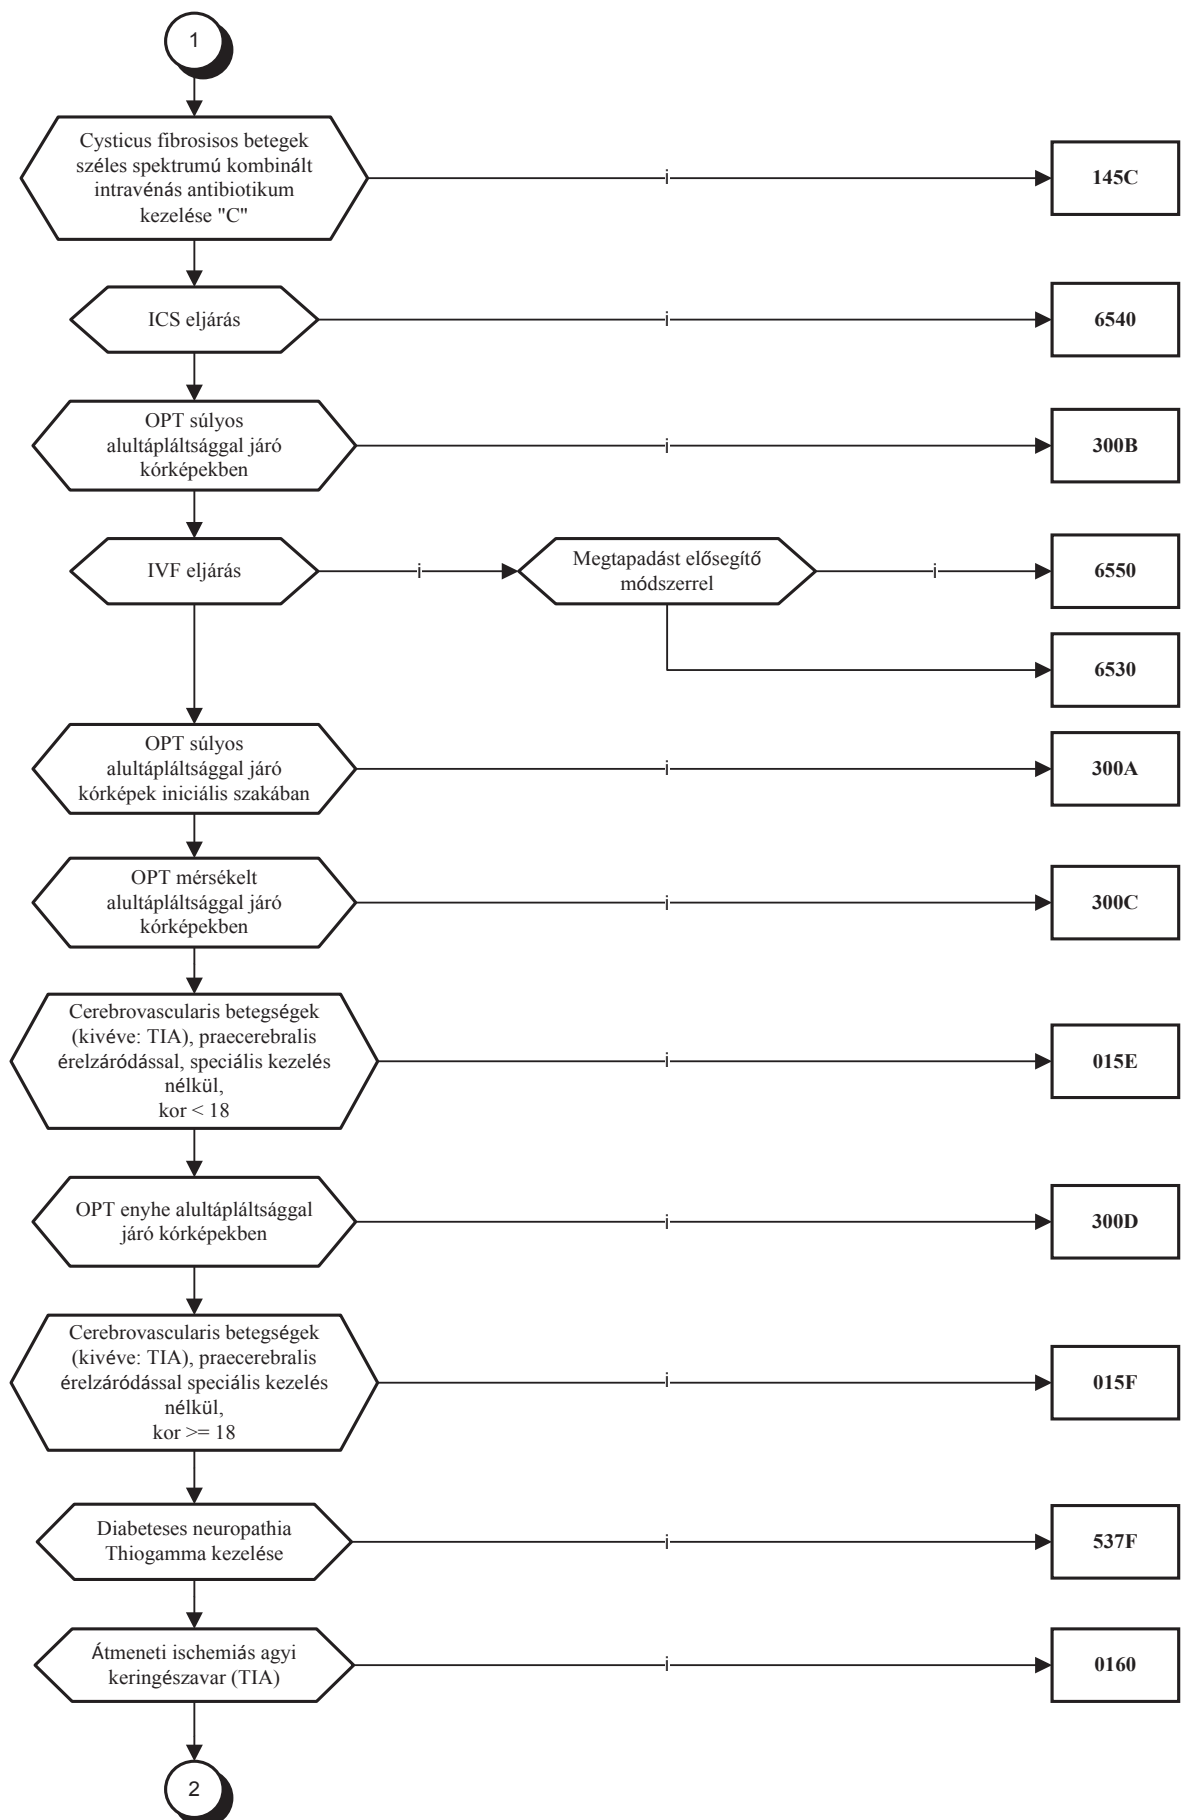 1
Cysticus fibrosisos betegek
széles spektrumú kombinált
intravénás antibiotikum
kezelése "C"
i
145C
ICS eljárás
i
6540
OPT súlyos
alultápláltsággal járó
kórképekben
i
300B
IVF eljárás
i
Megtapadást elősegítő
módszerrel
i
6550
6530
OPT súlyos
alultápláltsággal járó
kórképek iniciális szakában
i
300A
OPT mérsékelt
alultápláltsággal járó
kórképekben
i
300C
Cerebrovascularis betegségek
(kivéve: TIA), praecerebralis
érelzáródással, speciális kezelés
nélkül,
kor < 18
i
015E
OPT enyhe alultápláltsággal
járó kórképekben
i
300D
Cerebrovascularis betegségek
(kivéve: TIA), praecerebralis
érelzáródással speciális kezelés
nélkül,
kor >= 18
i
015F
Diabeteses neuropathia
Thiogamma kezelése
i
537F
Átmeneti ischemiás agyi
keringészavar (TIA)
i
0160
2